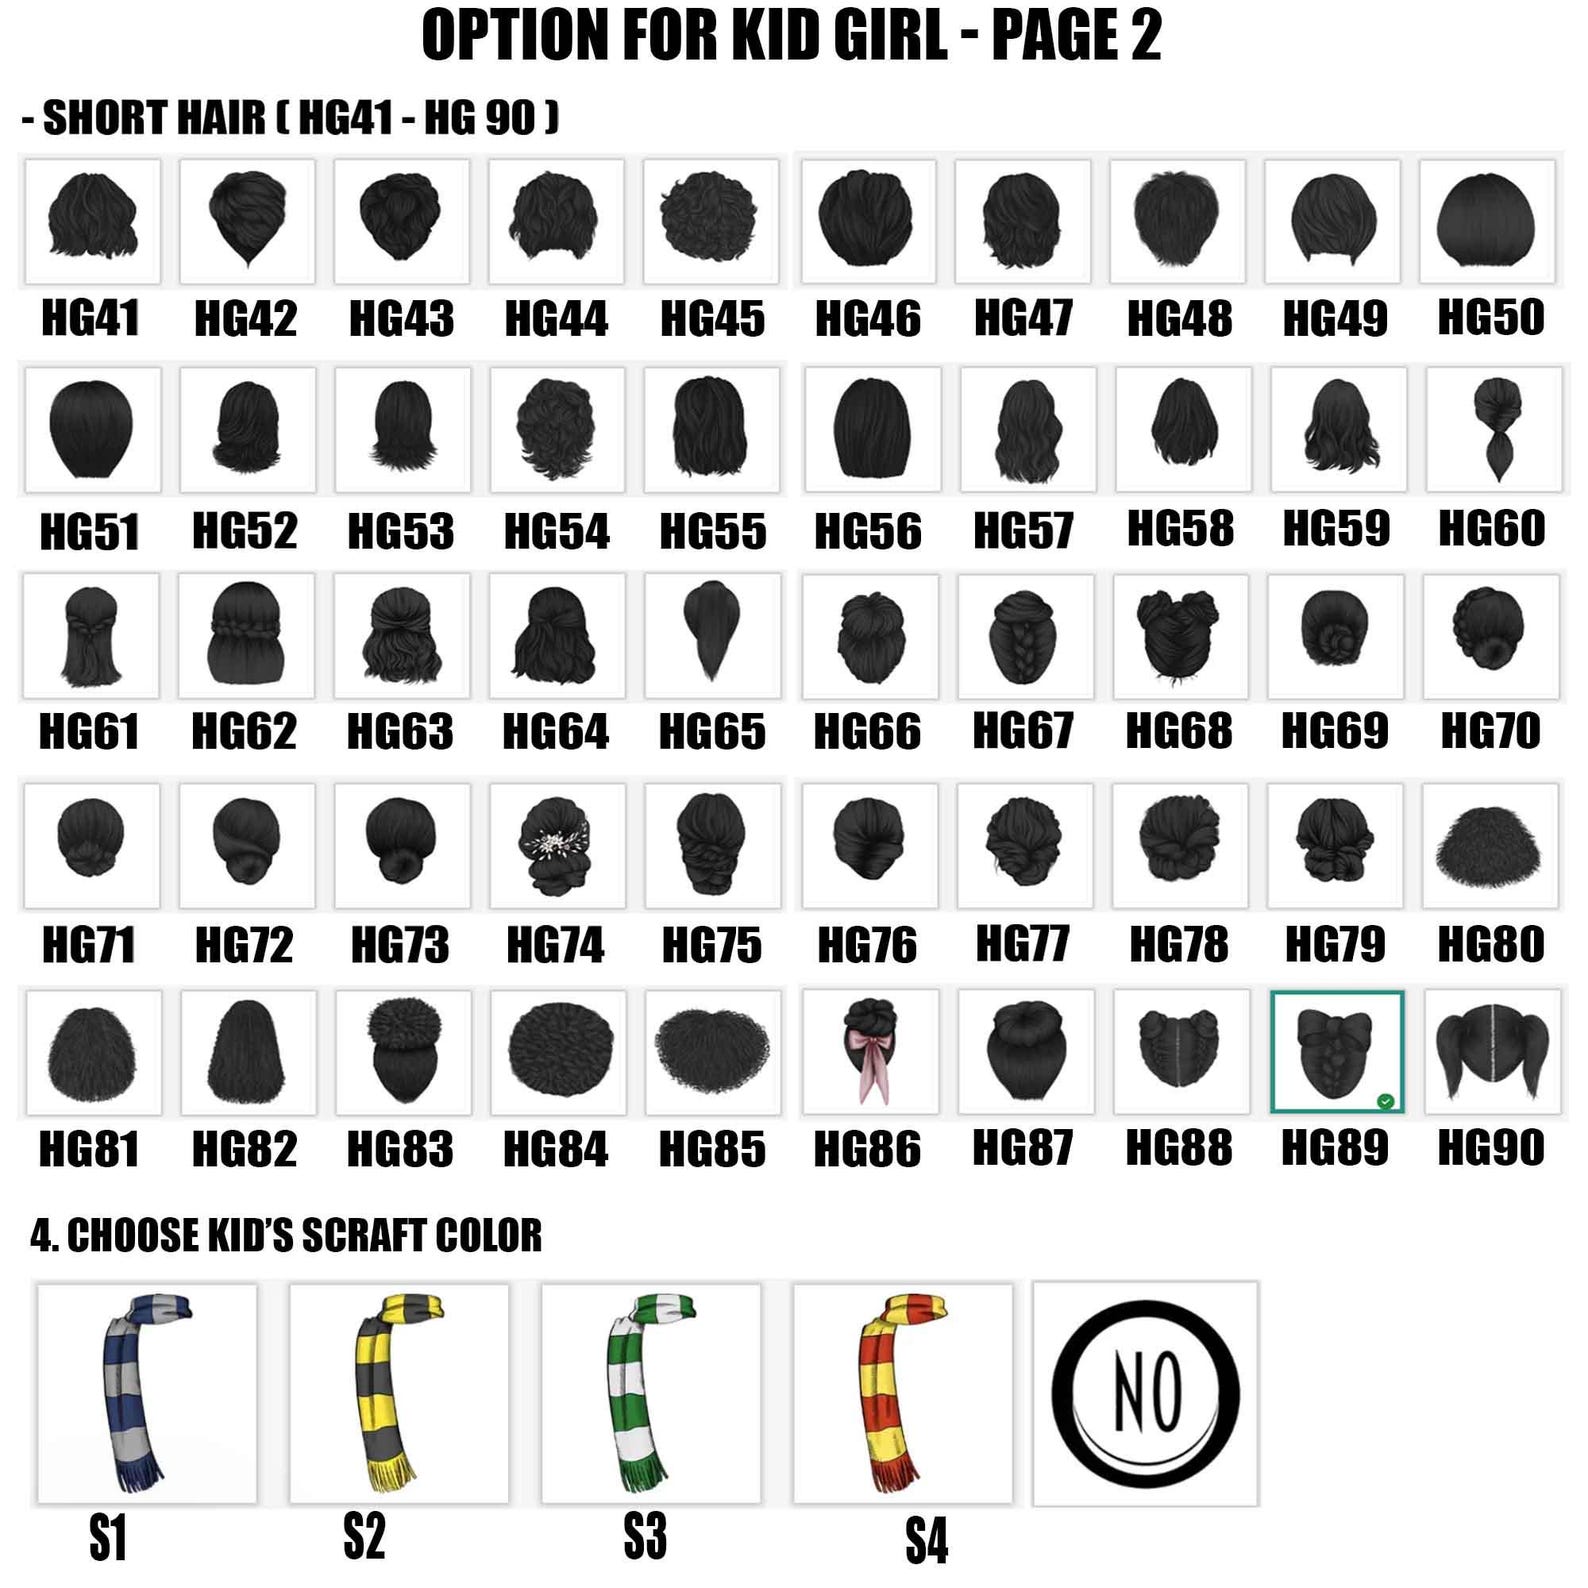 OPTION FOR KID GIRL - PAGE 2
- SHORT HAIR ( HG41 - HG 90 )
HG41 HG42 HG43 HG44 HG45 HG46 HG47 HG48 HG49 HG50
HG51 HG52 HG53 HG54 HG55 HG56 HG57 HG58 HG59 HG60
HG61 HG62 HG63 HG64 HG65 HG66 HG67 HG68 HG69 HG70
HG71 HG72 HG73 HG74 HG75 HG76 HG77 HG78 HG79 HG80
HG81 HG82 HG83 HG84 HG85 HG86 HG87 HG88 HG89 HG90
4. CHOOSE KID'S SCRAFT COLOR
NO
S1 S2 S3 S4